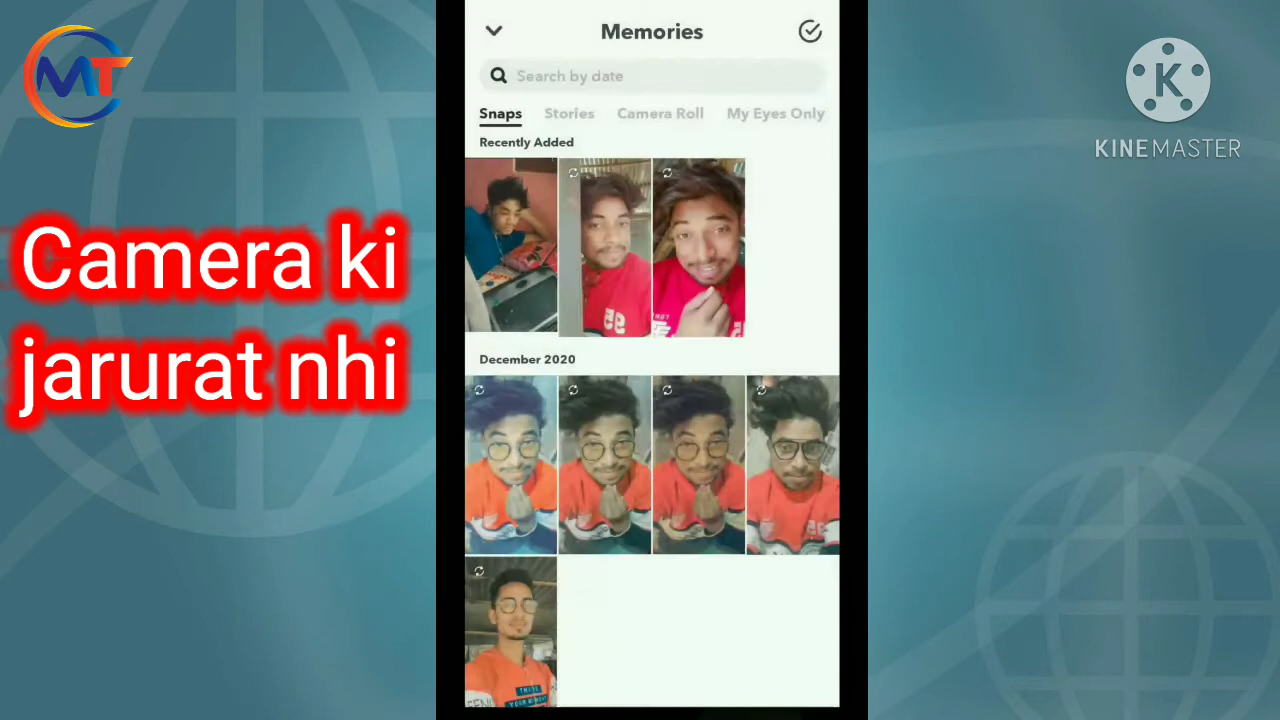 MT
Memories
K
Search by date
KINEMASTER
Snaps Stories Camera Roll My Eyes Only
Recently Added
Camera ki
jarurat nhi
December 2020